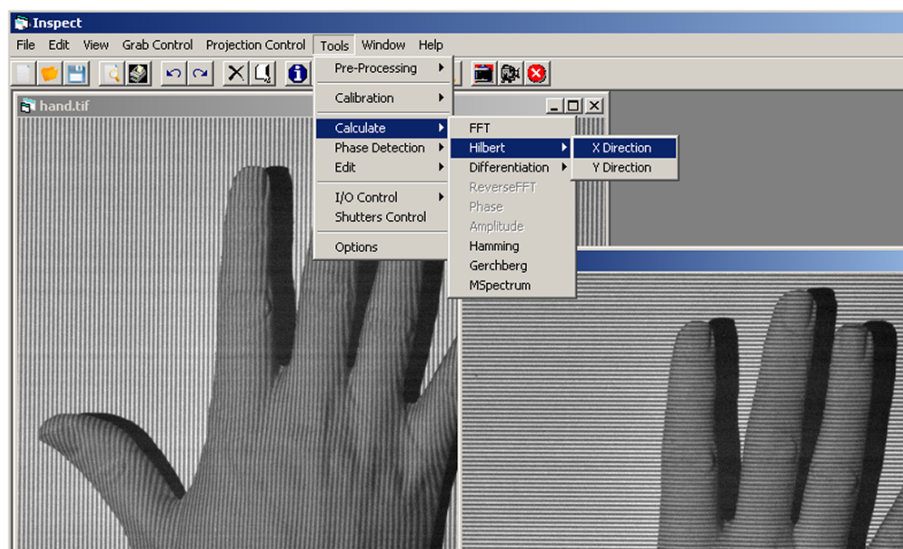 Inspect
File Edit View Grab Control Projection Control Tools Window Help
hand.tif
Pre-Processing
Calibration
Calculate
Phase Detection
Edit
I/O Control
Shutters Control
Options
FFT
Hilbert
Differentiation
ReverseFFT
Phase
Amplitude
Hamming
Gerchberg
MSpectrum
X Direction
Y Direction